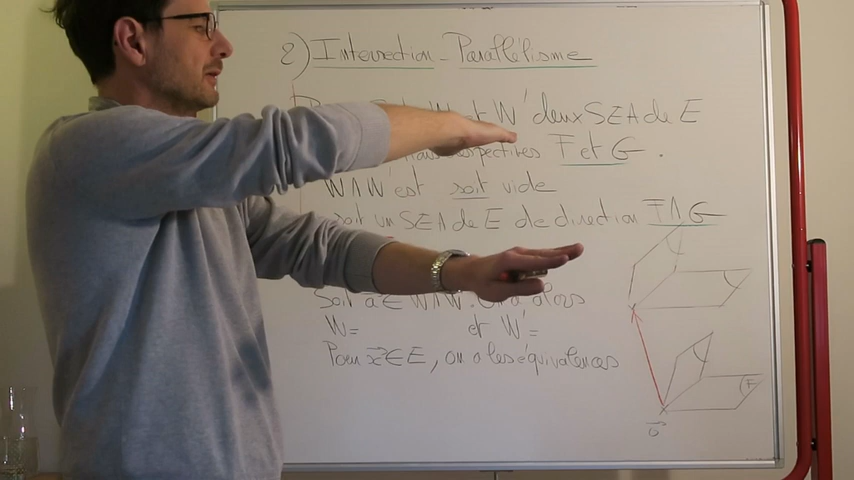 2) Intersection - Parallélisme
et W' deux SEA de E
respectives F et G.
W∩W' est soit vide
soit un SEA de E de direction F∩G
Soit a ∈ W∩W'. On a alors
W= et W'=
Pour x ∈ E, on a les équivalences
F